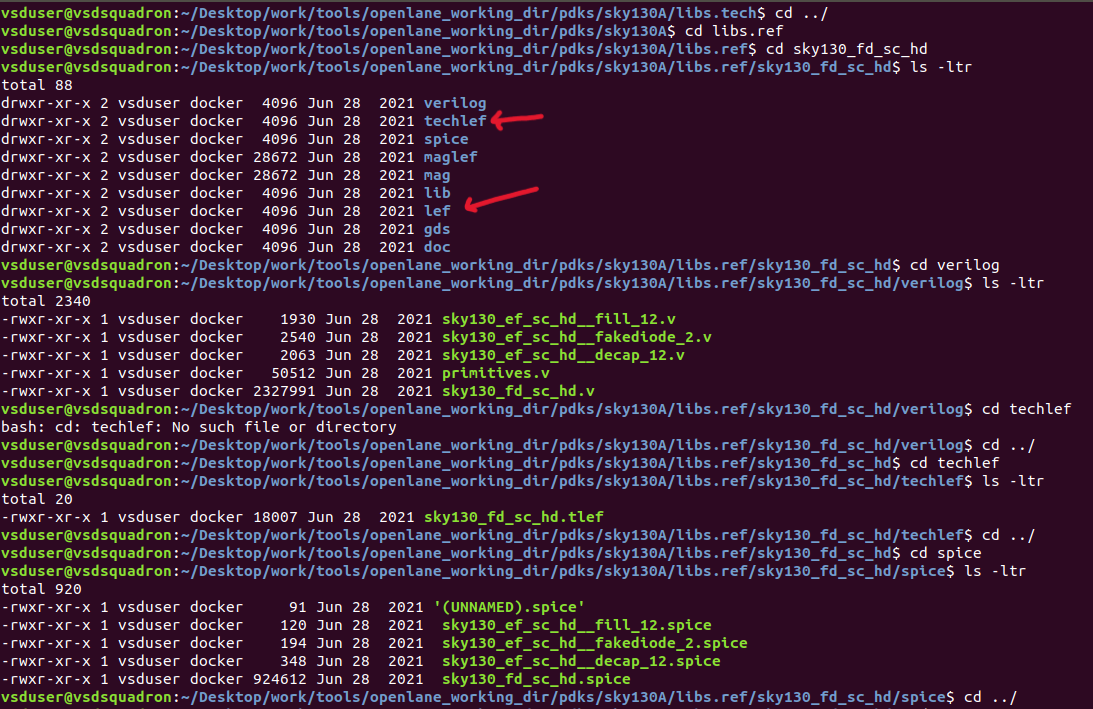 vsduser@vsdsquadron:~/Desktop/work/tools/openlane_working_dir/pdks/sky130A/libs.tech$ cd ../
vsduser@vsdsquadron:~/Desktop/work/tools/openlane_working_dir/pdks/sky130A$ cd libs.ref
vsduser@vsdsquadron:~/Desktop/work/tools/openlane_working_dir/pdks/sky130A/libs.ref$ cd sky130_fd_sc_hd
vsduser@vsdsquadron:~/Desktop/work/tools/openlane_working_dir/pdks/sky130A/libs.ref/sky130_fd_sc_hd$ ls -ltr
total 88
drwxr-xr-x 2 vsduser docker  4096 Jun 28  2021 verilog
drwxr-xr-x 2 vsduser docker  4096 Jun 28  2021 techlef
drwxr-xr-x 2 vsduser docker  4096 Jun 28  2021 spice
drwxr-xr-x 2 vsduser docker 28672 Jun 28  2021 maglef
drwxr-xr-x 2 vsduser docker 28672 Jun 28  2021 mag
drwxr-xr-x 2 vsduser docker  4096 Jun 28  2021 lib
drwxr-xr-x 2 vsduser docker  4096 Jun 28  2021 lef
drwxr-xr-x 2 vsduser docker  4096 Jun 28  2021 gds
drwxr-xr-x 2 vsduser docker  4096 Jun 28  2021 doc
vsduser@vsdsquadron:~/Desktop/work/tools/openlane_working_dir/pdks/sky130A/libs.ref/sky130_fd_sc_hd$ cd verilog
vsduser@vsdsquadron:~/Desktop/work/tools/openlane_working_dir/pdks/sky130A/libs.ref/sky130_fd_sc_hd/verilog$ ls -ltr
total 2340
-rwxr-xr-x 1 vsduser docker    1930 Jun 28  2021 sky130_ef_sc_hd__fill_12.v
-rwxr-xr-x 1 vsduser docker    2540 Jun 28  2021 sky130_ef_sc_hd__fakediode_2.v
-rwxr-xr-x 1 vsduser docker    2063 Jun 28  2021 sky130_ef_sc_hd__decap_12.v
-rwxr-xr-x 1 vsduser docker   50512 Jun 28  2021 primitives.v
-rwxr-xr-x 1 vsduser docker 2327991 Jun 28  2021 sky130_fd_sc_hd.v
vsduser@vsdsquadron:~/Desktop/work/tools/openlane_working_dir/pdks/sky130A/libs.ref/sky130_fd_sc_hd/verilog$ cd techlef
bash: cd: techlef: No such file or directory
vsduser@vsdsquadron:~/Desktop/work/tools/openlane_working_dir/pdks/sky130A/libs.ref/sky130_fd_sc_hd/verilog$ cd ../
vsduser@vsdsquadron:~/Desktop/work/tools/openlane_working_dir/pdks/sky130A/libs.ref/sky130_fd_sc_hd$ cd techlef
vsduser@vsdsquadron:~/Desktop/work/tools/openlane_working_dir/pdks/sky130A/libs.ref/sky130_fd_sc_hd/techlef$ ls -ltr
total 20
-rwxr-xr-x 1 vsduser docker 18007 Jun 28  2021 sky130_fd_sc_hd.tlef
vsduser@vsdsquadron:~/Desktop/work/tools/openlane_working_dir/pdks/sky130A/libs.ref/sky130_fd_sc_hd/techlef$ cd ../
vsduser@vsdsquadron:~/Desktop/work/tools/openlane_working_dir/pdks/sky130A/libs.ref/sky130_fd_sc_hd$ cd spice
vsduser@vsdsquadron:~/Desktop/work/tools/openlane_working_dir/pdks/sky130A/libs.ref/sky130_fd_sc_hd/spice$ ls -ltr
total 920
-rwxr-xr-x 1 vsduser docker     91 Jun 28  2021 '(UNNAMED).spice'
-rwxr-xr-x 1 vsduser docker    120 Jun 28  2021  sky130_ef_sc_hd__fill_12.spice
-rwxr-xr-x 1 vsduser docker    194 Jun 28  2021  sky130_ef_sc_hd__fakediode_2.spice
-rwxr-xr-x 1 vsduser docker    348 Jun 28  2021  sky130_ef_sc_hd__decap_12.spice
-rwxr-xr-x 1 vsduser docker 924612 Jun 28  2021  sky130_fd_sc_hd.spice
vsduser@vsdsquadron:~/Desktop/work/tools/openlane_working_dir/pdks/sky130A/libs.ref/sky130_fd_sc_hd/spice$ cd ../